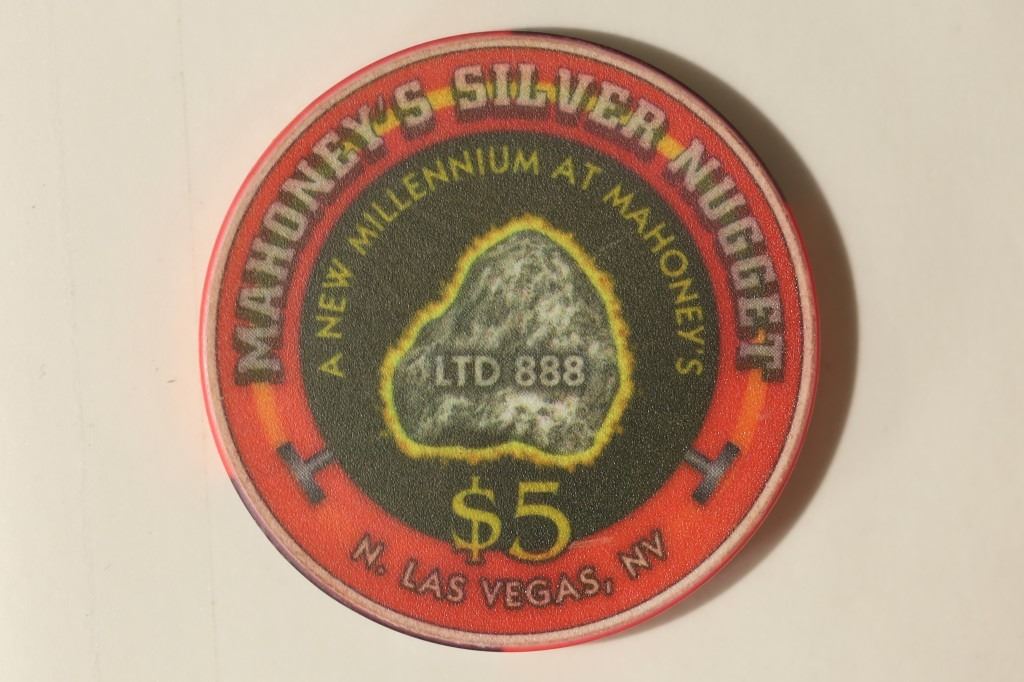 MAHONEY'S SILVER NUGGET
A NEW MILLENNIUM AT MAHONEY'S
LTD 888
$5
N. LAS VEGAS, NV